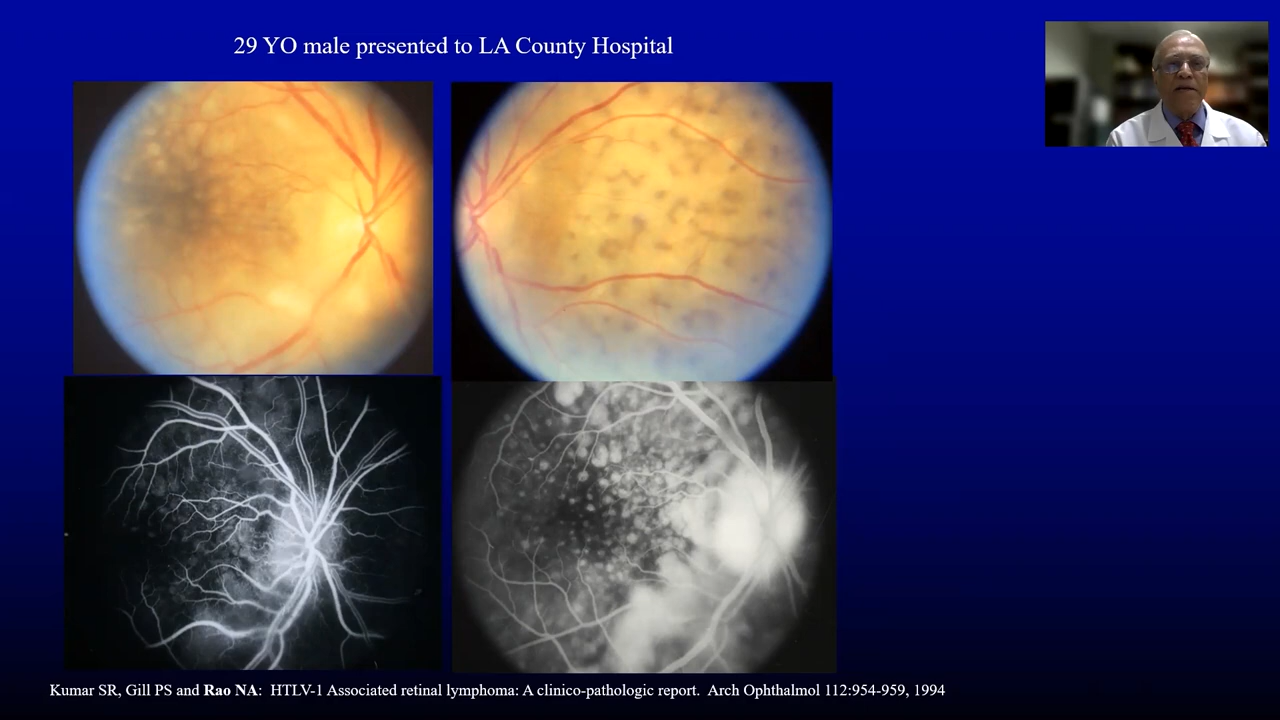 29 YO male presented to LA County Hospital
Kumar SR, Gill PS and Rao NA: HTLV-1 Associated retinal lymphoma: A clinico-pathologic report. Arch Ophthalmol 112:954-959, 1994